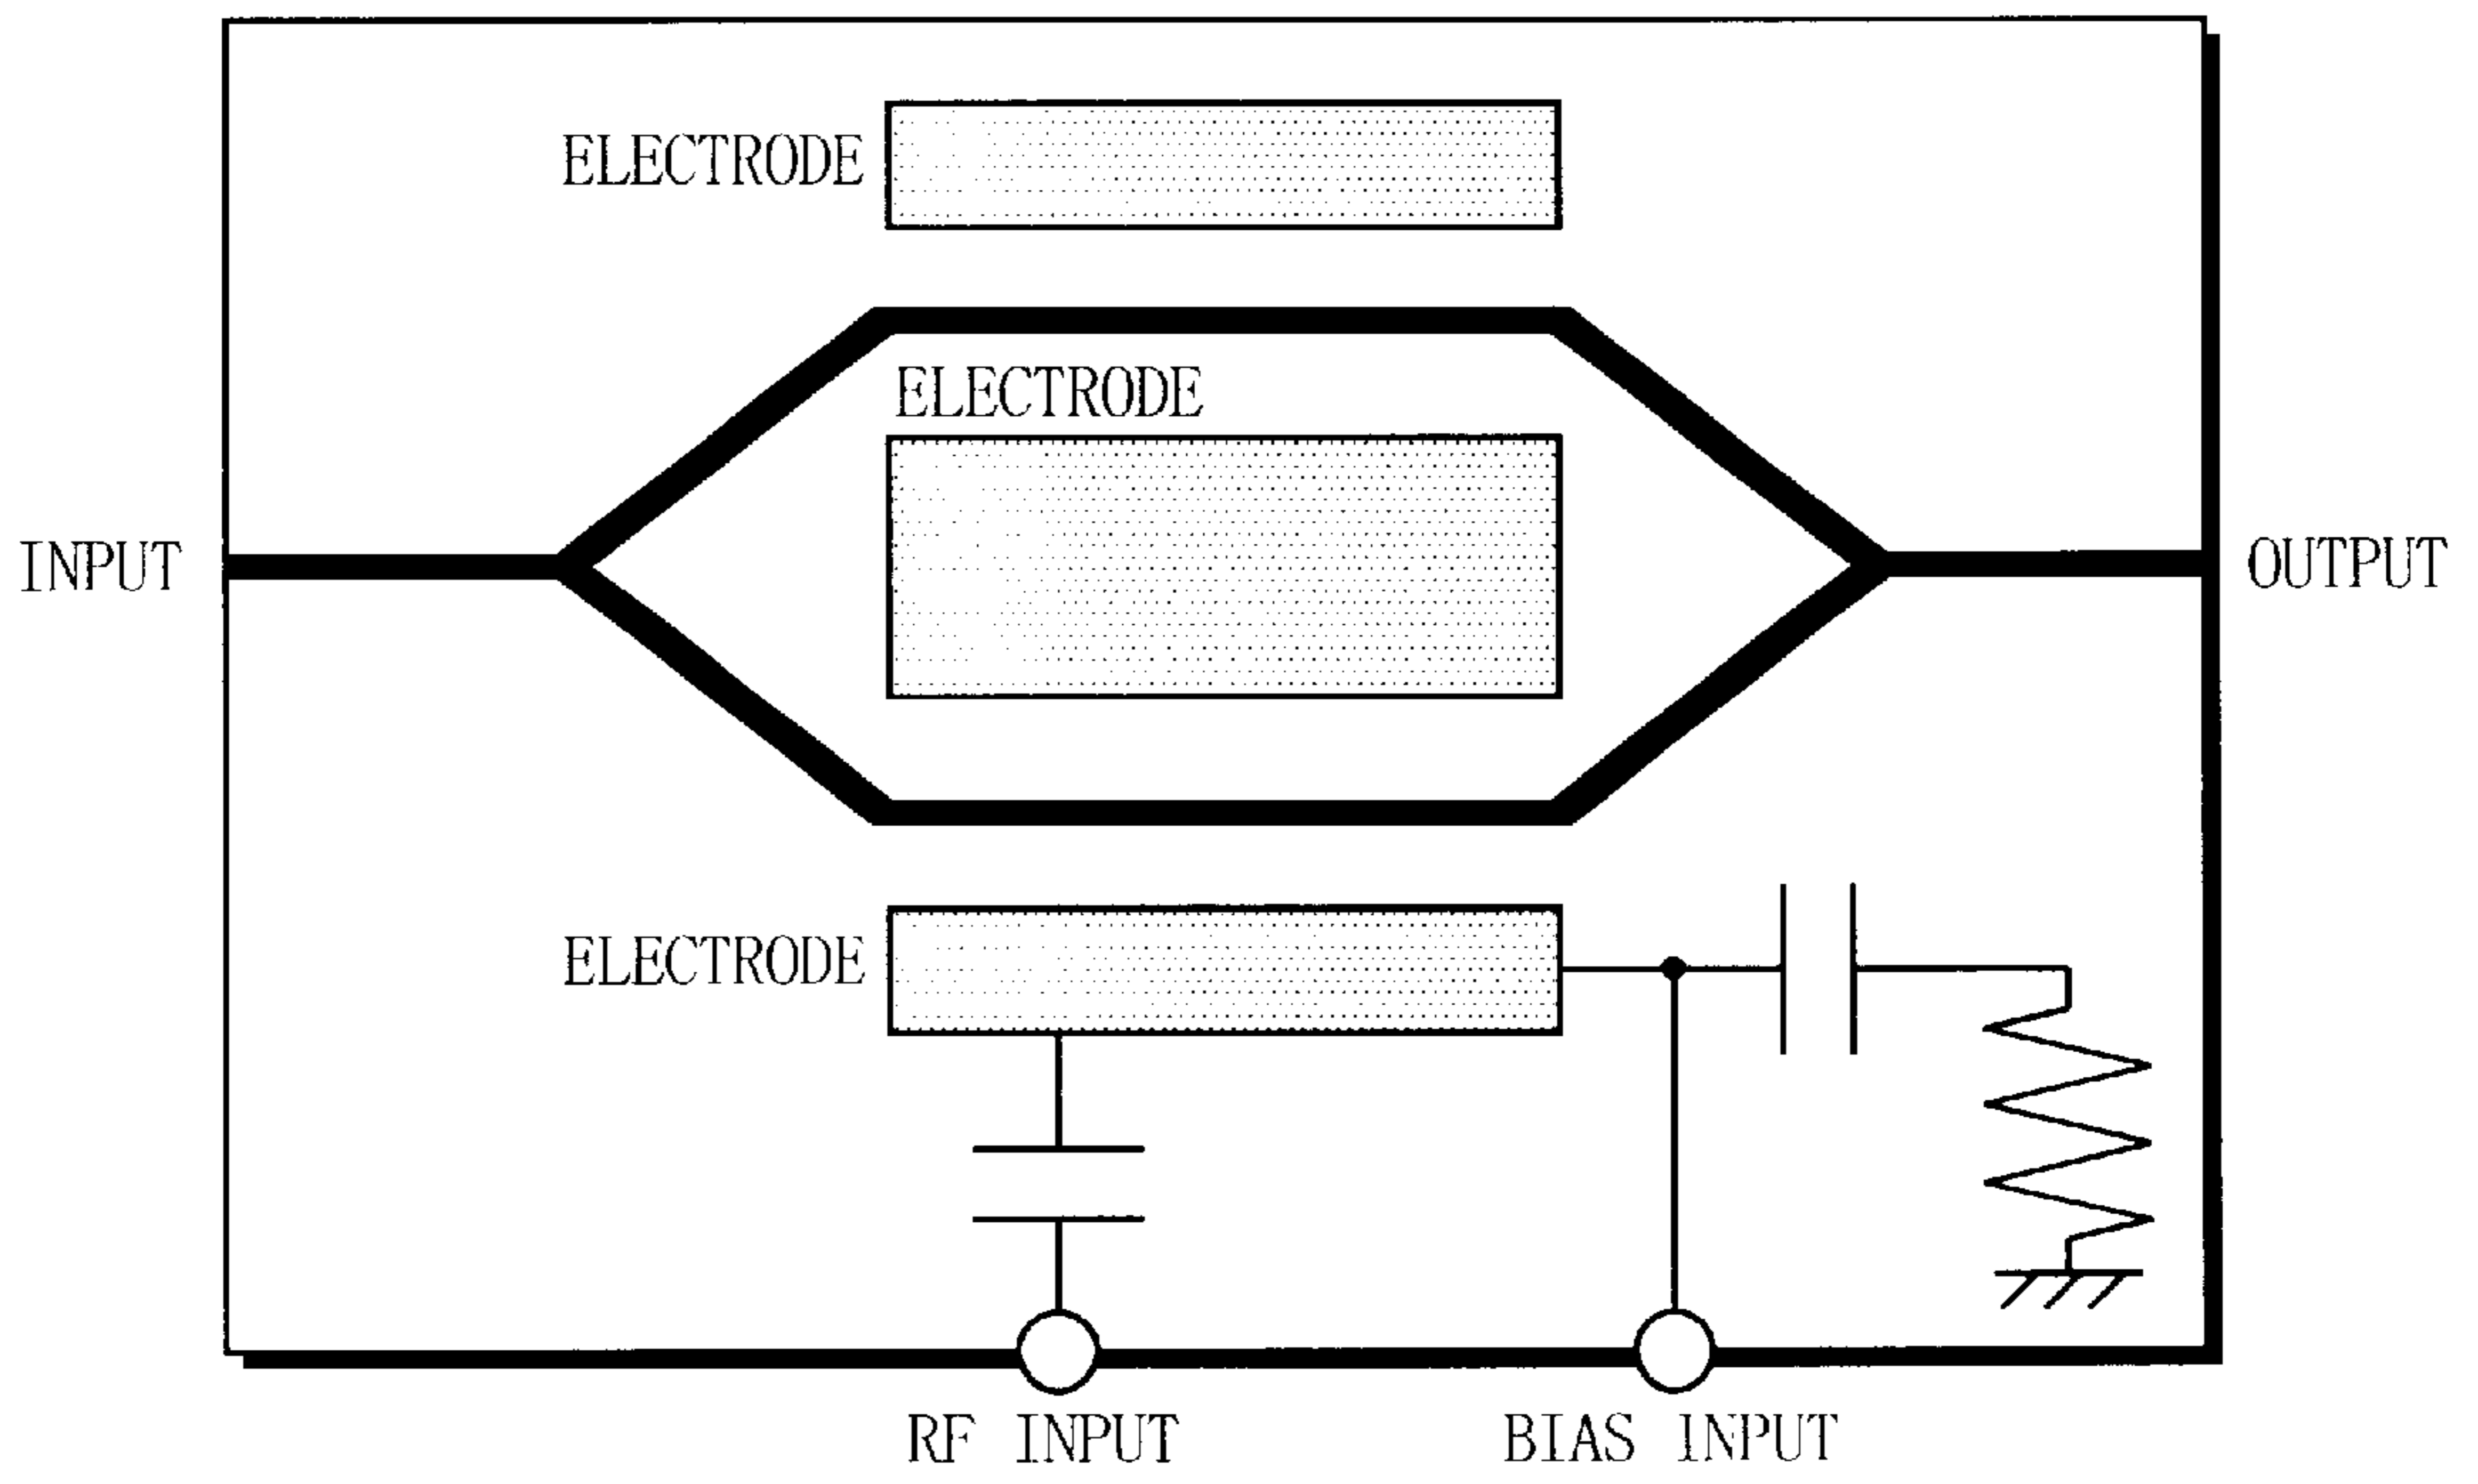 ELECTRODE
ELECTRODE
INPUT
OUTPUT
ELECTRODE
RF INPUT
BIAS INPUT